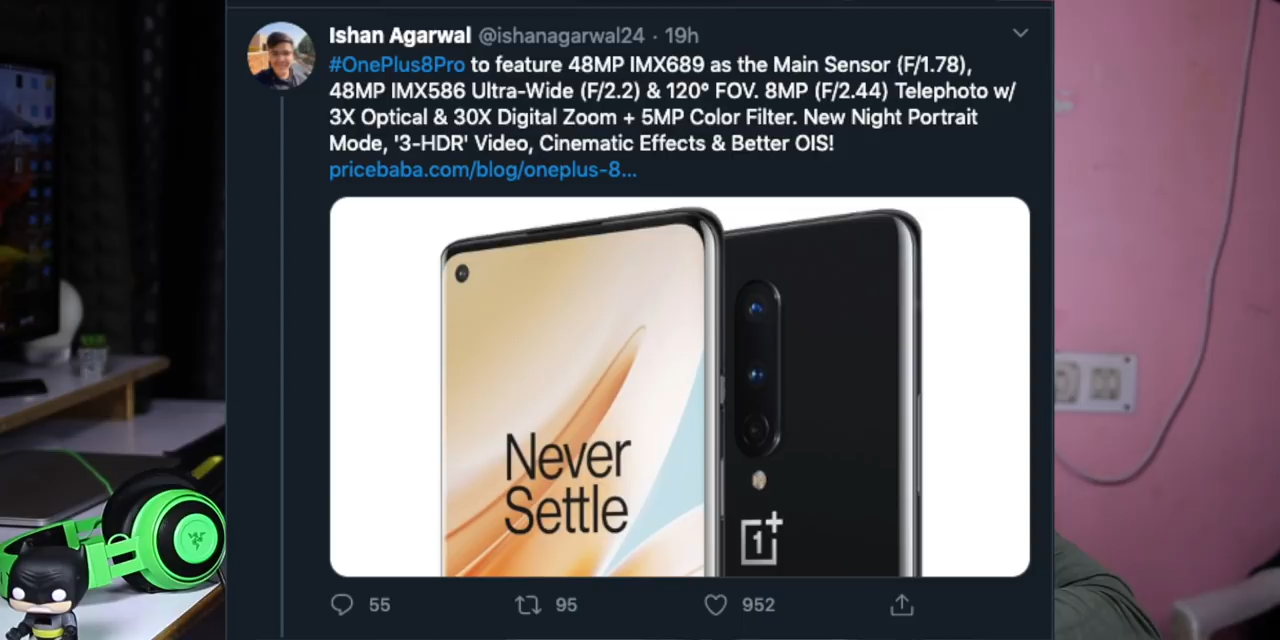 Ishan Agarwal @ishanagarwal24 · 19h
#OnePlus8Pro to feature 48MP IMX689 as the Main Sensor (F/1.78),
48MP IMX586 Ultra-Wide (F/2.2) & 120° FOV. 8MP (F/2.44) Telephoto w/
3X Optical & 30X Digital Zoom + 5MP Color Filter. New Night Portrait
Mode, '3-HDR' Video, Cinematic Effects & Better OIS!
pricebaba.com/blog/oneplus-8...
Never
Settle
1+
55 95 952